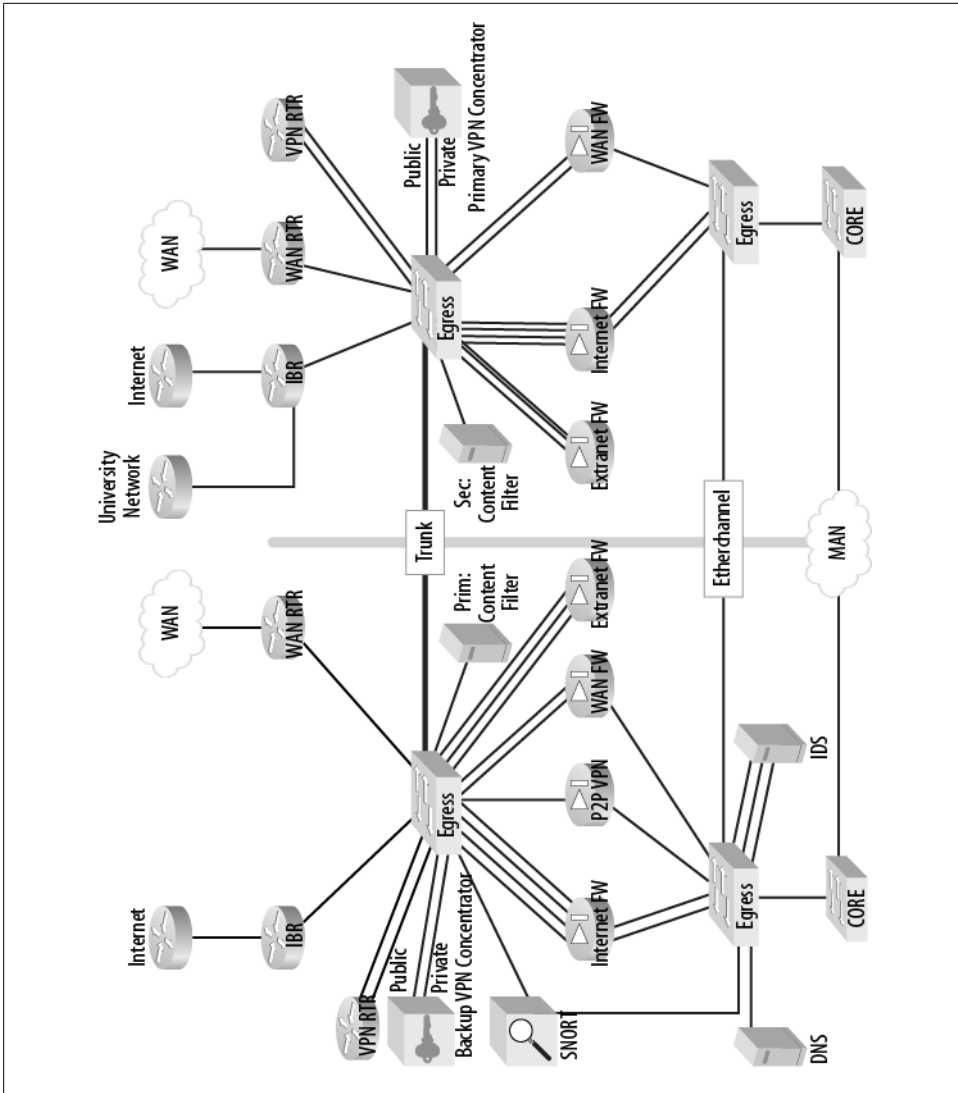 Internet
IBR
WAN
WAN RTR
University
Network
Internet
IBR
WAN
WAN RTR
VPN RTR
VPN RTR
Public
Private
Backup VPN Concentrator
Egress
Trunk
Egress
Public
Private
Primary VPN Concentrator
SNORT
Prim:
Content
Filter
Sec:
Content
Filter
Internet FW
P2P VPN
WAN FW
Extranet FW
Extranet FW
Internet FW
WAN FW
DNS
Egress
IDS
Etherchannel
Egress
CORE
MAN
CORE